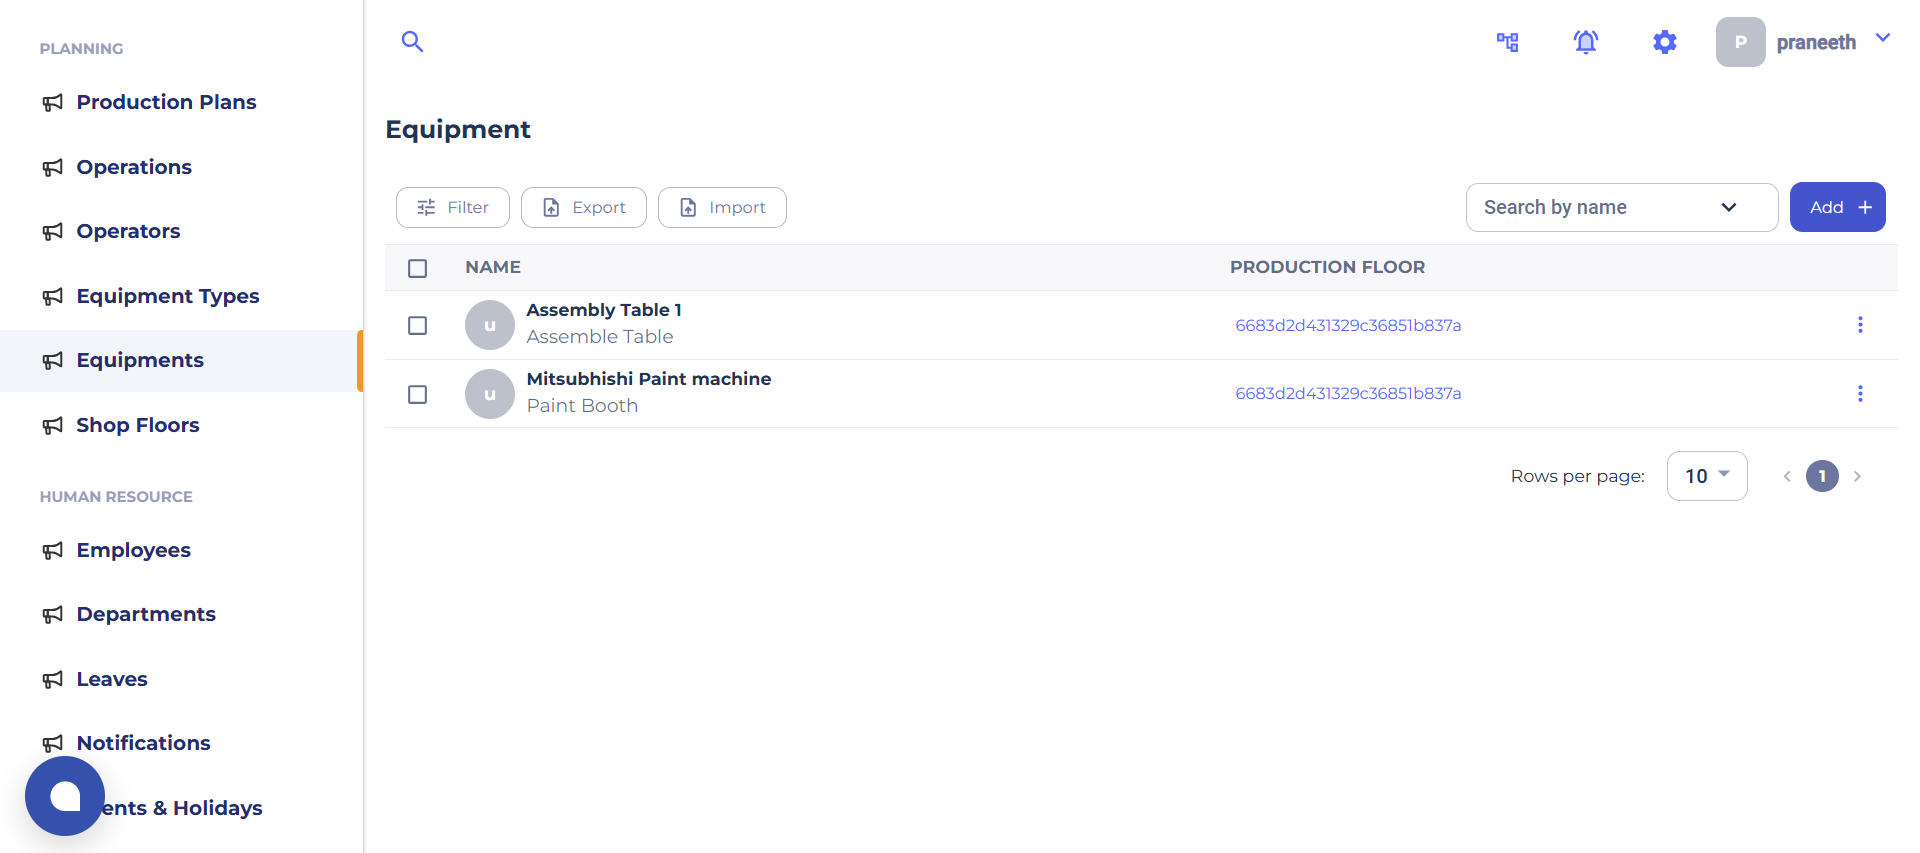 PLANNING
Production Plans
Operations
Operators
Equipment Types
Equipments
Shop Floors
HUMAN RESOURCE
Employees
Departments
Leaves
Notifications
ents & Holidays
P praneeth
Equipment
Filter Export Import
Search by name Add +
NAME PRODUCTION FLOOR
u Assembly Table 1
Assemble Table
6683d2d431329c36851b837a
u Mitsubhishi Paint machine
Paint Booth
6683d2d431329c36851b837a
Rows per page: 10 1